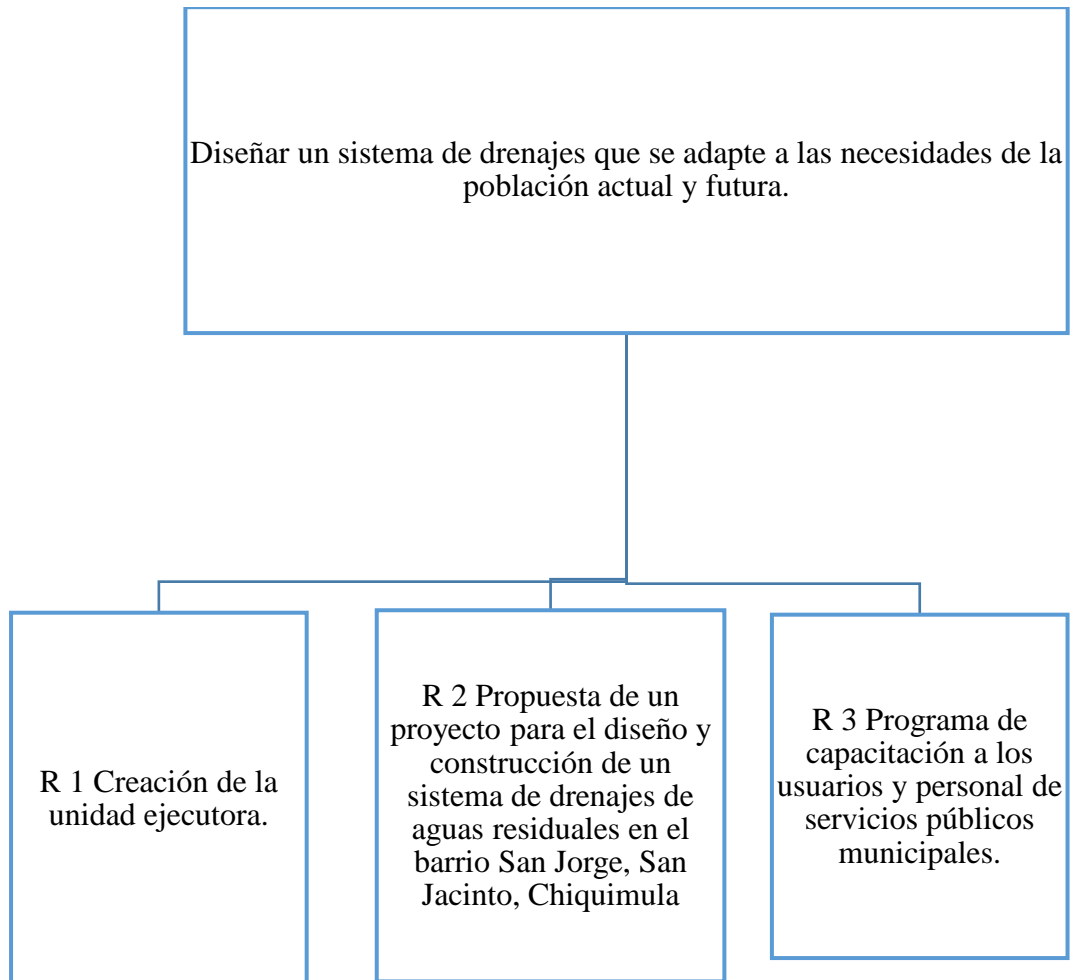 Diseñar un sistema de drenajes que se adapte a las necesidades de la
población actual y futura.
R 1 Creación de la
unidad ejecutora.
R 2 Propuesta de un
proyecto para el diseño y
construcción de un
sistema de drenajes de
aguas residuales en el
barrio San Jorge, San
Jacinto, Chiquimula
R 3 Programa de
capacitación a los
usuarios y personal de
servicios públicos
municipales.